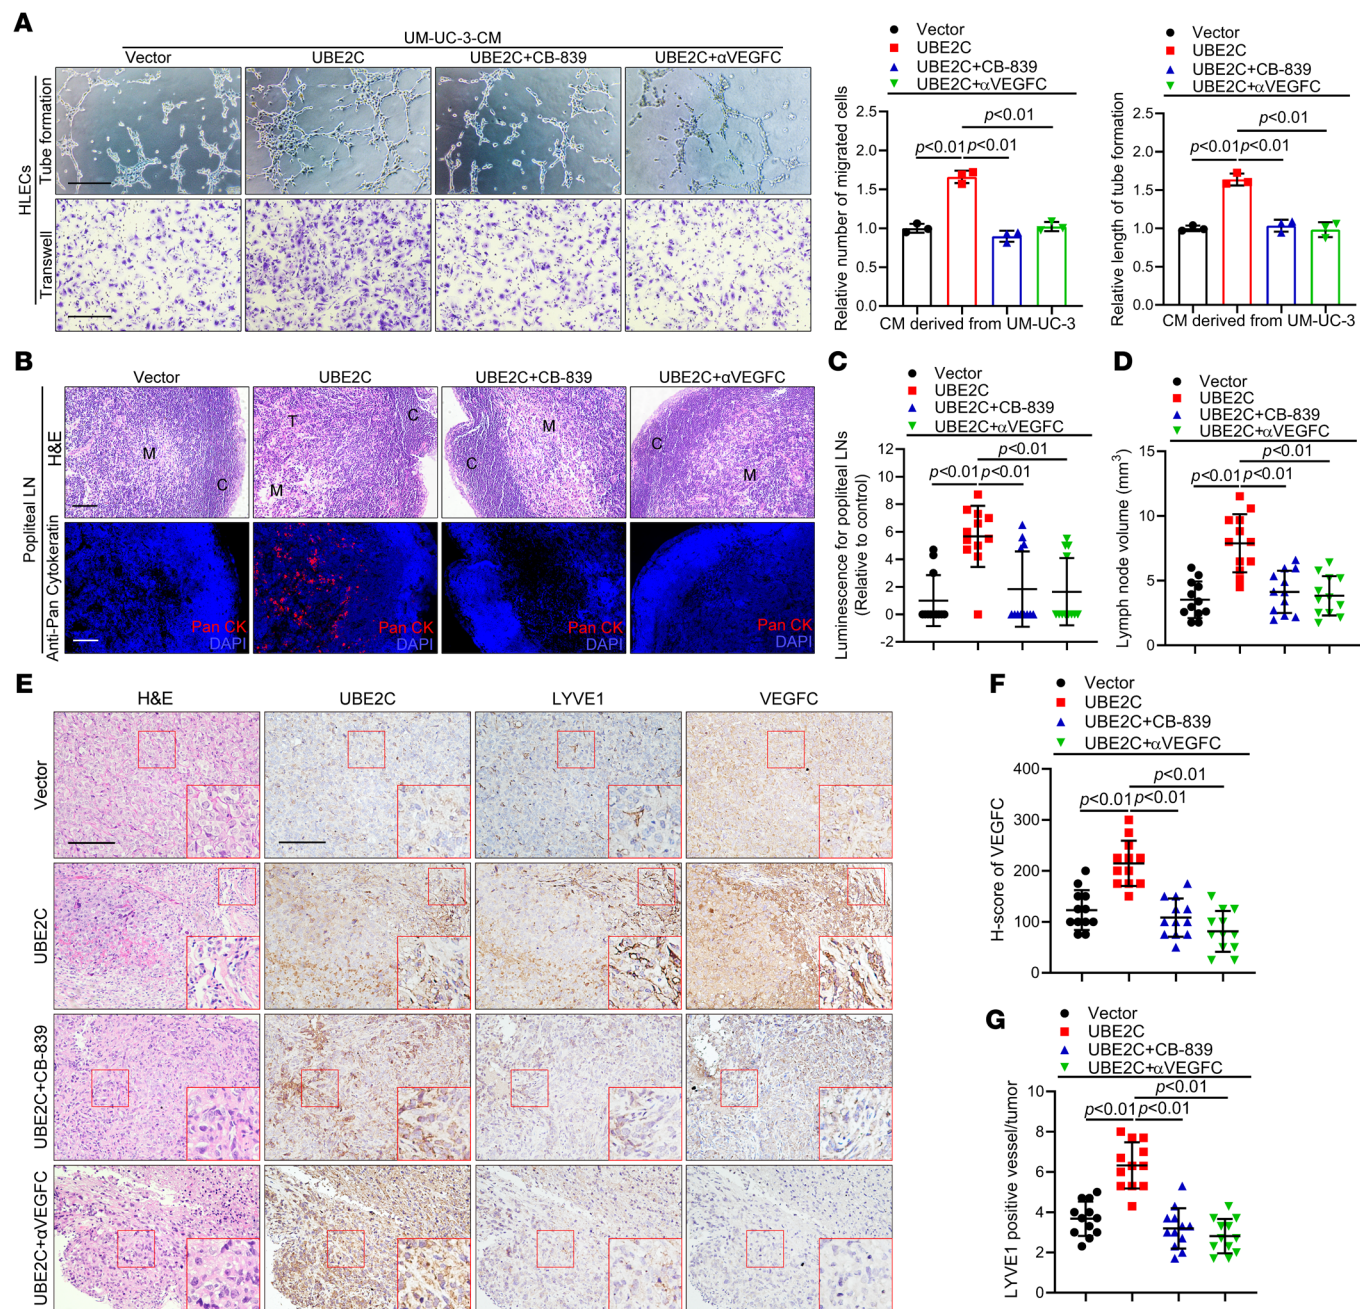 A
UM-UC-3-CM
Vector UBE2C UBE2C+CB-839 UBE2C+αVEGFC
HLECs
Tube formation
Transwell
Vector
UBE2C
UBE2C+CB-839
UBE2C+αVEGFC
Relative number of migrated cells
2.5
2.0
1.5
1.0
0.5
0.0
p<0.01
p<0.01 p<0.01
CM derived from UM-UC-3
Vector
UBE2C
UBE2C+CB-839
UBE2C+αVEGFC
Relative length of tube formation
2.5
2.0
1.5
1.0
0.5
0.0
p<0.01
p<0.01 p<0.01
CM derived from UM-UC-3
B
Vector UBE2C UBE2C+CB-839 UBE2C+αVEGFC
Popliteal LN
H&E
M C T C M C M C M
Anti-Pan Cytokeratin
Pan CK Pan CK Pan CK Pan CK
DAPI DAPI DAPI DAPI
C
Vector
UBE2C
UBE2C+CB-839
UBE2C+αVEGFC
Luminescence for popliteal LNs
(Relative to control)
12
10
8
6
4
2
0
-2
p<0.01
p<0.01 p<0.01
D
Vector
UBE2C
UBE2C+CB-839
UBE2C+αVEGFC
Lymph node volume (mm³)
15
10
5
0
p<0.01
p<0.01 p<0.01
E
H&E UBE2C LYVE1 VEGFC
Vector
UBE2C
UBE2C+CB-839
UBE2C+αVEGFC
F
Vector
UBE2C
UBE2C+CB-839
UBE2C+αVEGFC
H-score of VEGFC
400
300
200
100
0
p<0.01
p<0.01 p<0.01
G
Vector
UBE2C
UBE2C+CB-839
UBE2C+αVEGFC
LYVE1 positive vessel/tumor
10
8
6
4
2
0
p<0.01
p<0.01 p<0.01